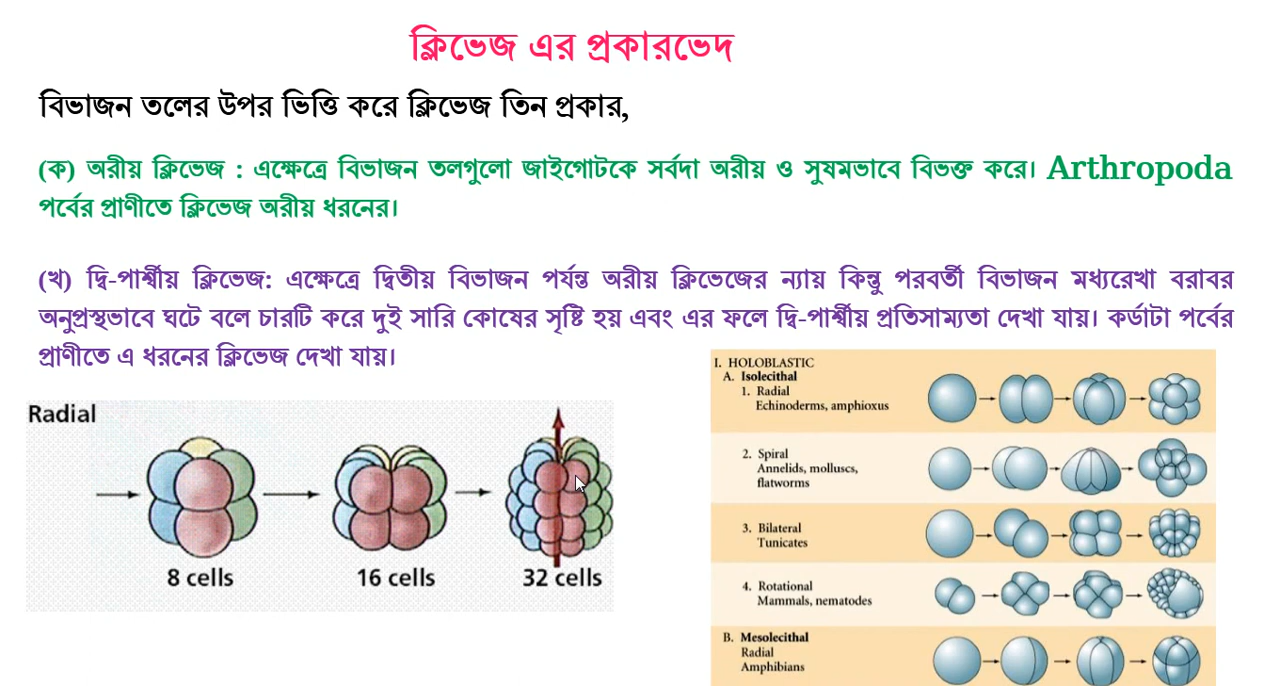 ক্লিভেজ এর প্রকারভেদ
বিভাজন তলের উপর ভিত্তি করে ক্লিভেজ তিন প্রকার,
(ক) অরীয় ক্লিভেজ : এক্ষেত্রে বিভাজন তলগুলো জাইগোটকে সর্বদা অরীয় ও সুষমভাবে বিভক্ত করে। Arthropoda
পর্বের প্রাণীতে ক্লিভেজ অরীয় ধরনের।
(খ) দ্বি-পার্শ্বীয় ক্লিভেজ: এক্ষেত্রে দ্বিতীয় বিভাজন পর্যন্ত অরীয় ক্লিভেজের ন্যায় কিন্তু পরবর্তী বিভাজন মধ্যরেখা বরাবর
অনুপ্রস্থভাবে ঘটে বলে চারটি করে দুই সারি কোষের সৃষ্টি হয় এবং এর ফলে দ্বি-পার্শ্বীয় প্রতিসাম্যতা দেখা যায়। কর্ডাটা পর্বের
প্রাণীতে এ ধরনের ক্লিভেজ দেখা যায়।
Radial
8 cells
16 cells
32 cells
I. HOLOBLASTIC
A. Isolecithal
1. Radial
Echinoderms, amphioxus
2. Spiral
Annelids, molluscs,
flatworms
3. Bilateral
Tunicates
4. Rotational
Mammals, nematodes
B. Mesolecithal
Radial
Amphibians